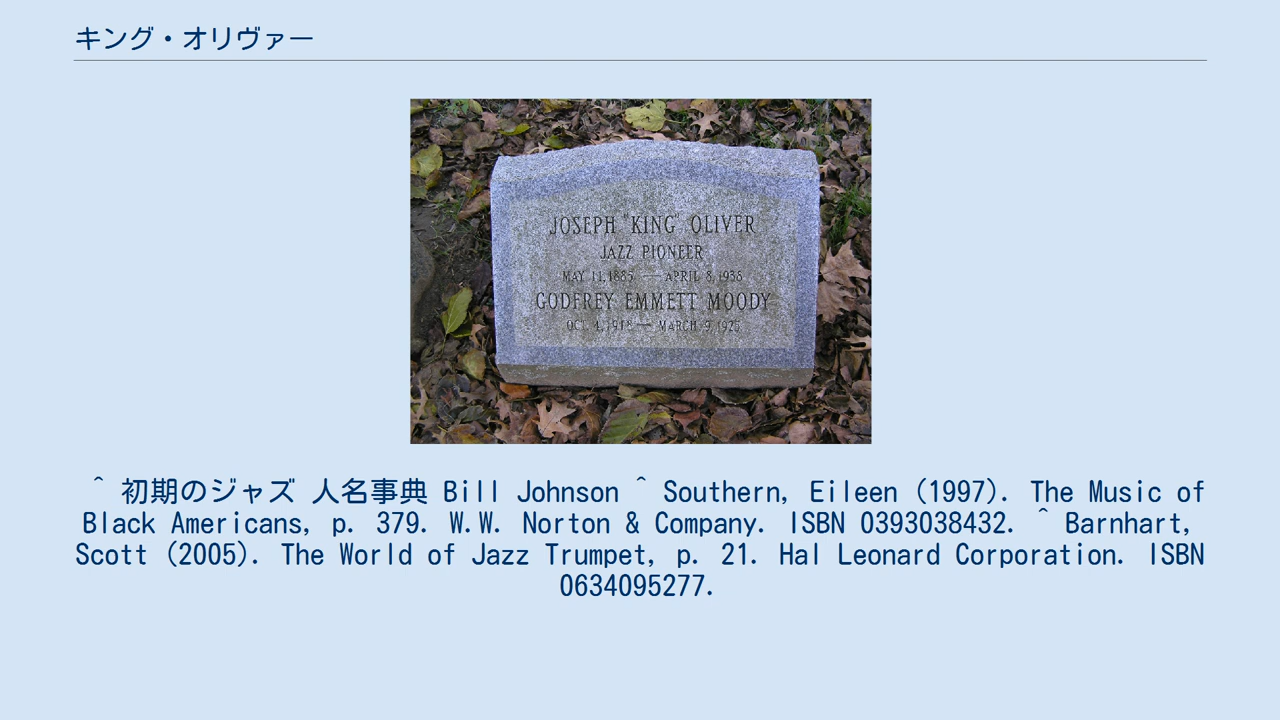 キング・オリヴァー
JOSEPH "KING" OLIVER
JAZZ PIONEER
MAY 11, 1885 — APRIL 8, 1938
GODFREY EMMETT MOODY
OCT. 4, 1918 — MARCH 9, 1925
^ 初期のジャズ 人名事典 Bill Johnson ^ Southern, Eileen (1997). The Music of
Black Americans, p. 379. W.W. Norton & Company. ISBN 0393038432. ^ Barnhart,
Scott (2005). The World of Jazz Trumpet, p. 21. Hal Leonard Corporation. ISBN
0634095277.